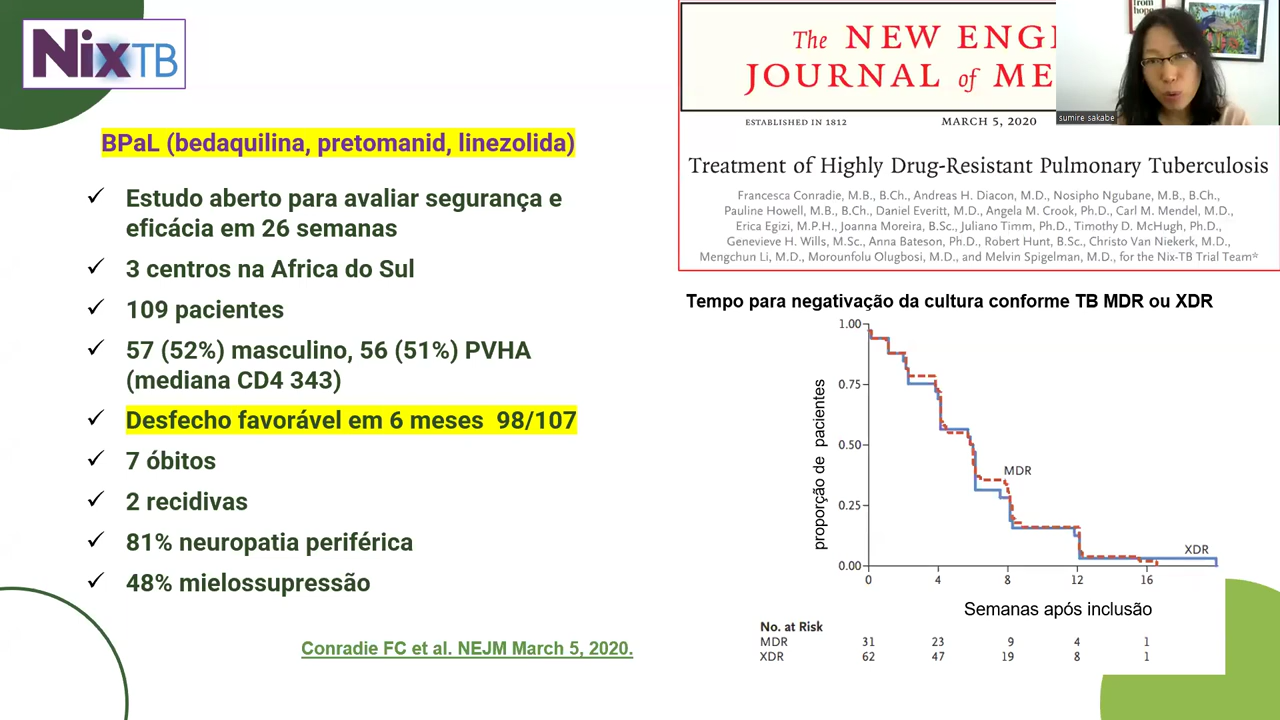 NixTB
BPaL (bedaquilina, pretomanid, linezolida)
✓ Estudo aberto para avaliar segurança e
eficácia em 26 semanas
✓ 3 centros na Africa do Sul
✓ 109 pacientes
✓ 57 (52%) masculino, 56 (51%) PVHA
(mediana CD4 343)
✓ Desfecho favorável em 6 meses 98/107
✓ 7 óbitos
✓ 2 recidivas
✓ 81% neuropatia periférica
✓ 48% mielossupressão
Conradie FC et al. NEJM March 5, 2020.
The NEW ENG
JOURNAL of ME
ESTABLISHED IN 1812 MARCH 5, 2020
from hope
sumire sakabe
Treatment of Highly Drug-Resistant Pulmonary Tuberculosis
Francesca Conradie, M.B., B.Ch., Andreas H. Diacon, M.D., Nosipho Ngubane, M.B., B.Ch.,
Pauline Howell, M.B., B.Ch., Daniel Everitt, M.D., Angela M. Crook, Ph.D., Carl M. Mendel, M.D.,
Erica Egizi, M.P.H., Joanna Moreira, B.Sc., Juliano Timm, Ph.D., Timothy D. McHugh, Ph.D.,
Genevieve H. Wills, M.Sc., Anna Bateson, Ph.D., Robert Hunt, B.Sc., Christo Van Niekerk, M.D.,
Mengchun Li, M.D., Morounfolu Olugbosi, M.D., and Melvin Spigelman, M.D., for the Nix-TB Trial Team*
Tempo para negativação da cultura conforme TB MDR ou XDR
proporção de pacientes
1.00
0.75
0.50
0.25
0.00
MDR
XDR
0 4 8 12 16
Semanas após inclusão
No. at Risk
MDR 31 23 9 4 1
XDR 62 47 19 8 1